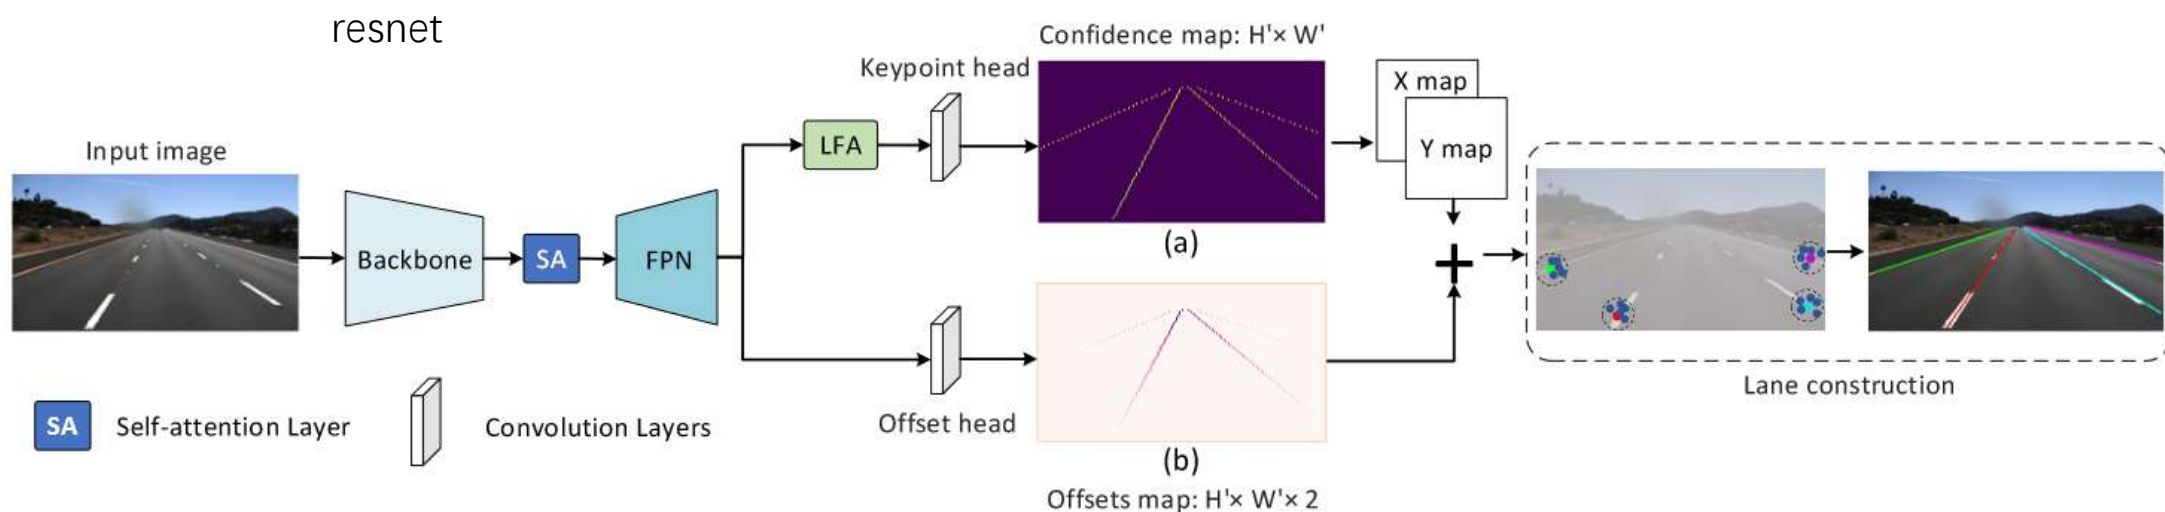 resnet
Input image
Backbone
SA
FPN
LFA
Keypoint head
Confidence map: H'× W'
(a)
X map
Y map
+
Offset head
(b)
Offsets map: H'× W'× 2
Lane construction
SA
Self-attention Layer
Convolution Layers